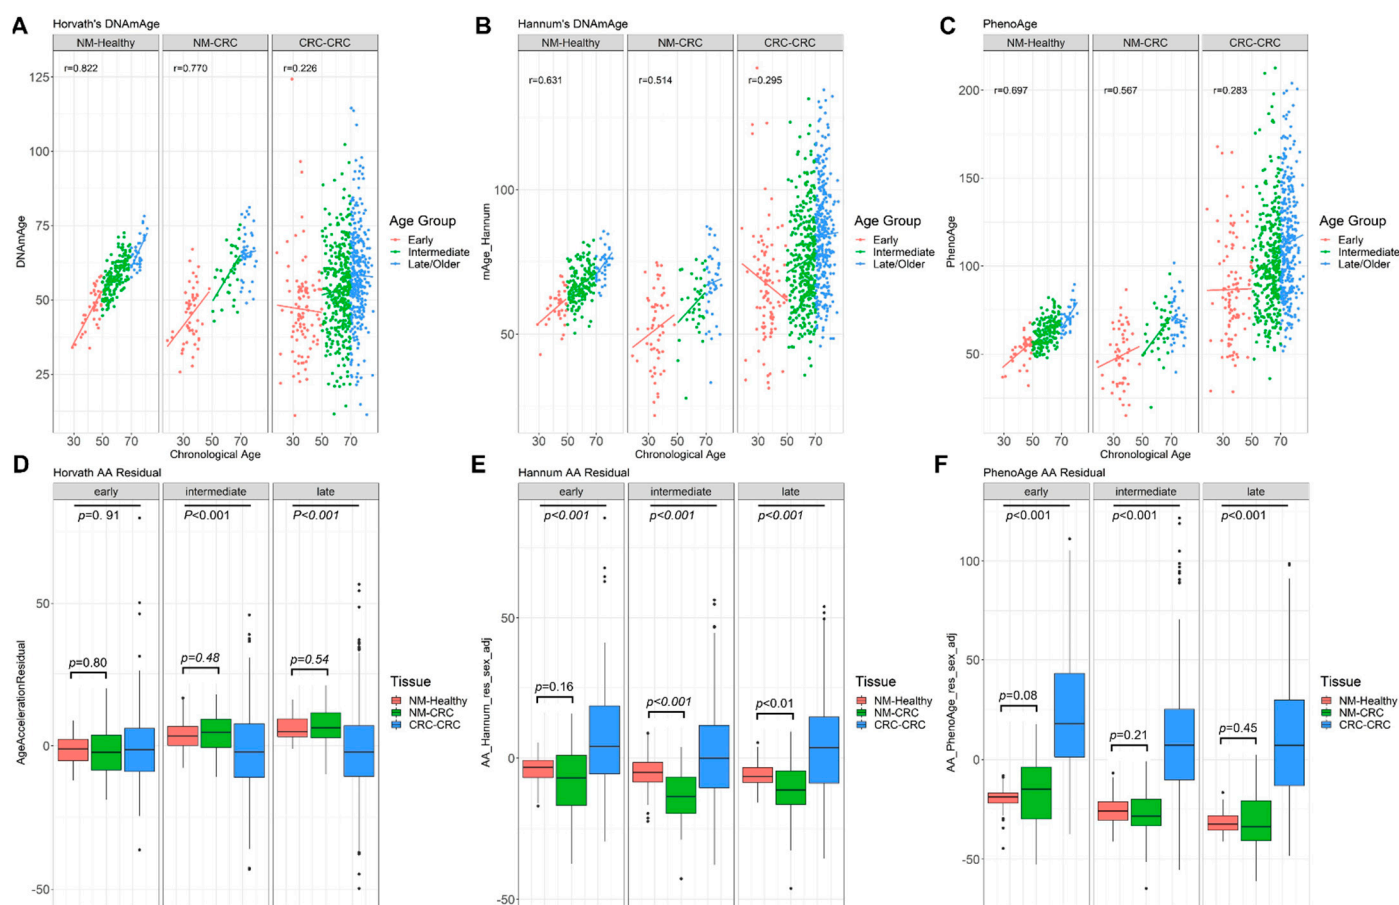 A
Horvath's DNAmAge
NM-Healthy NM-CRC CRC-CRC
r=0.822 r=0.770 r=0.226
DNAmAge
125
100
75
50
25
30 50 70 30 50 70 30 50 70
Chronological Age
Age Group
Early
Intermediate
Late/Older
B
Hannum's DNAmAge
NM-Healthy NM-CRC CRC-CRC
r=0.631 r=0.514 r=0.295
mAge_Hannum
100
50
30 50 70 30 50 70 30 50 70
Chronological Age
Age Group
Early
Intermediate
Late/Older
C
PhenoAge
NM-Healthy NM-CRC CRC-CRC
r=0.697 r=0.567 r=0.283
PhenoAge
200
150
100
50
30 50 70 30 50 70 30 50 70
Chronological Age
Age Group
Early
Intermediate
Late/Older
D
Horvath AA Residual
early intermediate late
p=0. 91 P<0.001 P<0.001
p=0.80 p=0.48 p=0.54
AgeAccelerationResidual
50
0
-50
Tissue
NM-Healthy
NM-CRC
CRC-CRC
E
Hannum AA Residual
early intermediate late
p<0.001 p<0.001 p<0.001
p=0.16 p<0.001 p<0.01
AA_Hannum_res_sex_adj
50
0
-50
Tissue
NM-Healthy
NM-CRC
CRC-CRC
F
PhenoAge AA Residual
early intermediate late
p<0.001 p<0.001 p<0.001
p=0.08 p=0.21 p=0.45
AA_PhenoAge_res_sex_adj
100
50
0
-50
Tissue
NM-Healthy
NM-CRC
CRC-CRC